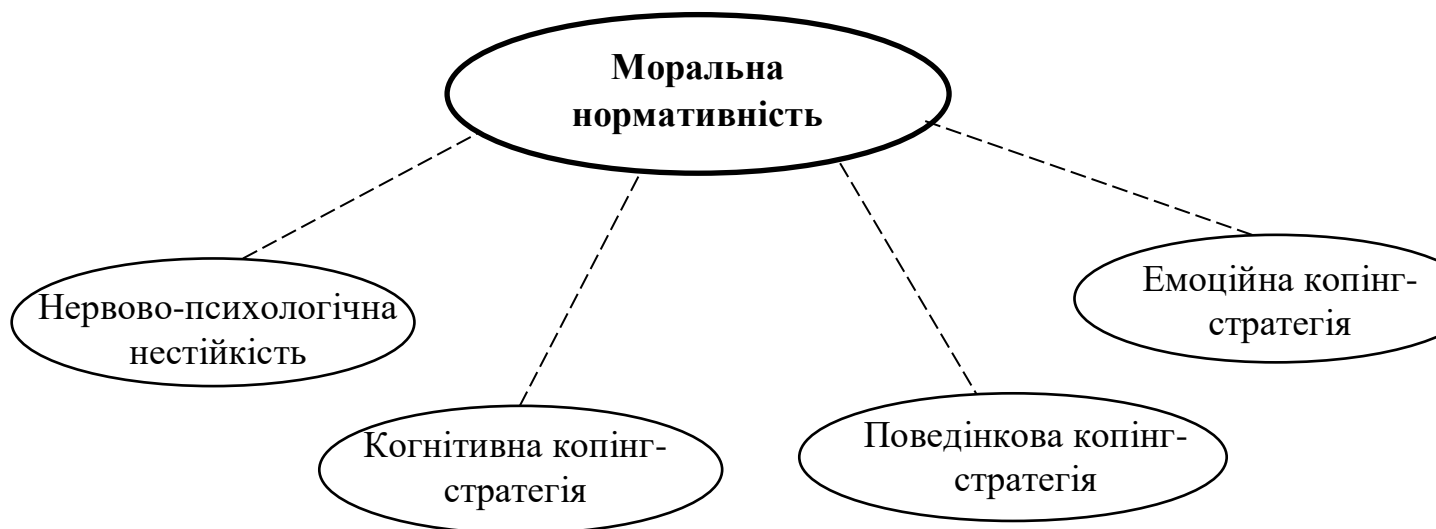 Моральна
нормативність
Нервово-психологічна
нестійкість
Когнітивна копінг-
стратегія
Поведінкова копінг-
стратегія
Емоційна копінг-
стратегія